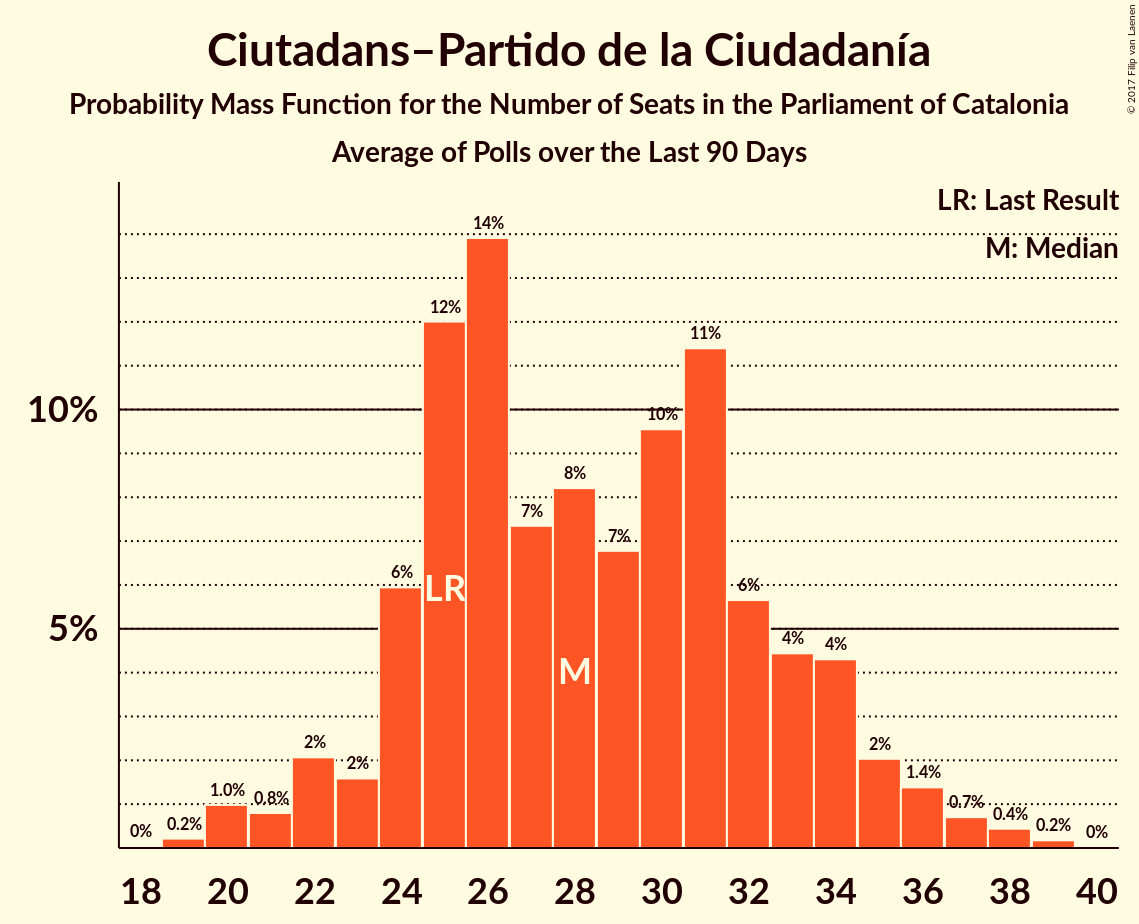 Ciutadans–Partido de la Ciudadanía
Probability Mass Function for the Number of Seats in the Parliament of Catalonia
Average of Polls over the Last 90 Days
© 2017 Filip van Laenen
LR: Last Result
M: Median
10%
5%
0%
0.2%
1.0%
0.8%
2%
2%
6%
12%
14%
7%
8%
7%
10%
11%
6%
4%
4%
2%
1.4%
0.7%
0.4%
0.2%
0%
LR
M
18 20 22 24 26 28 30 32 34 36 38 40